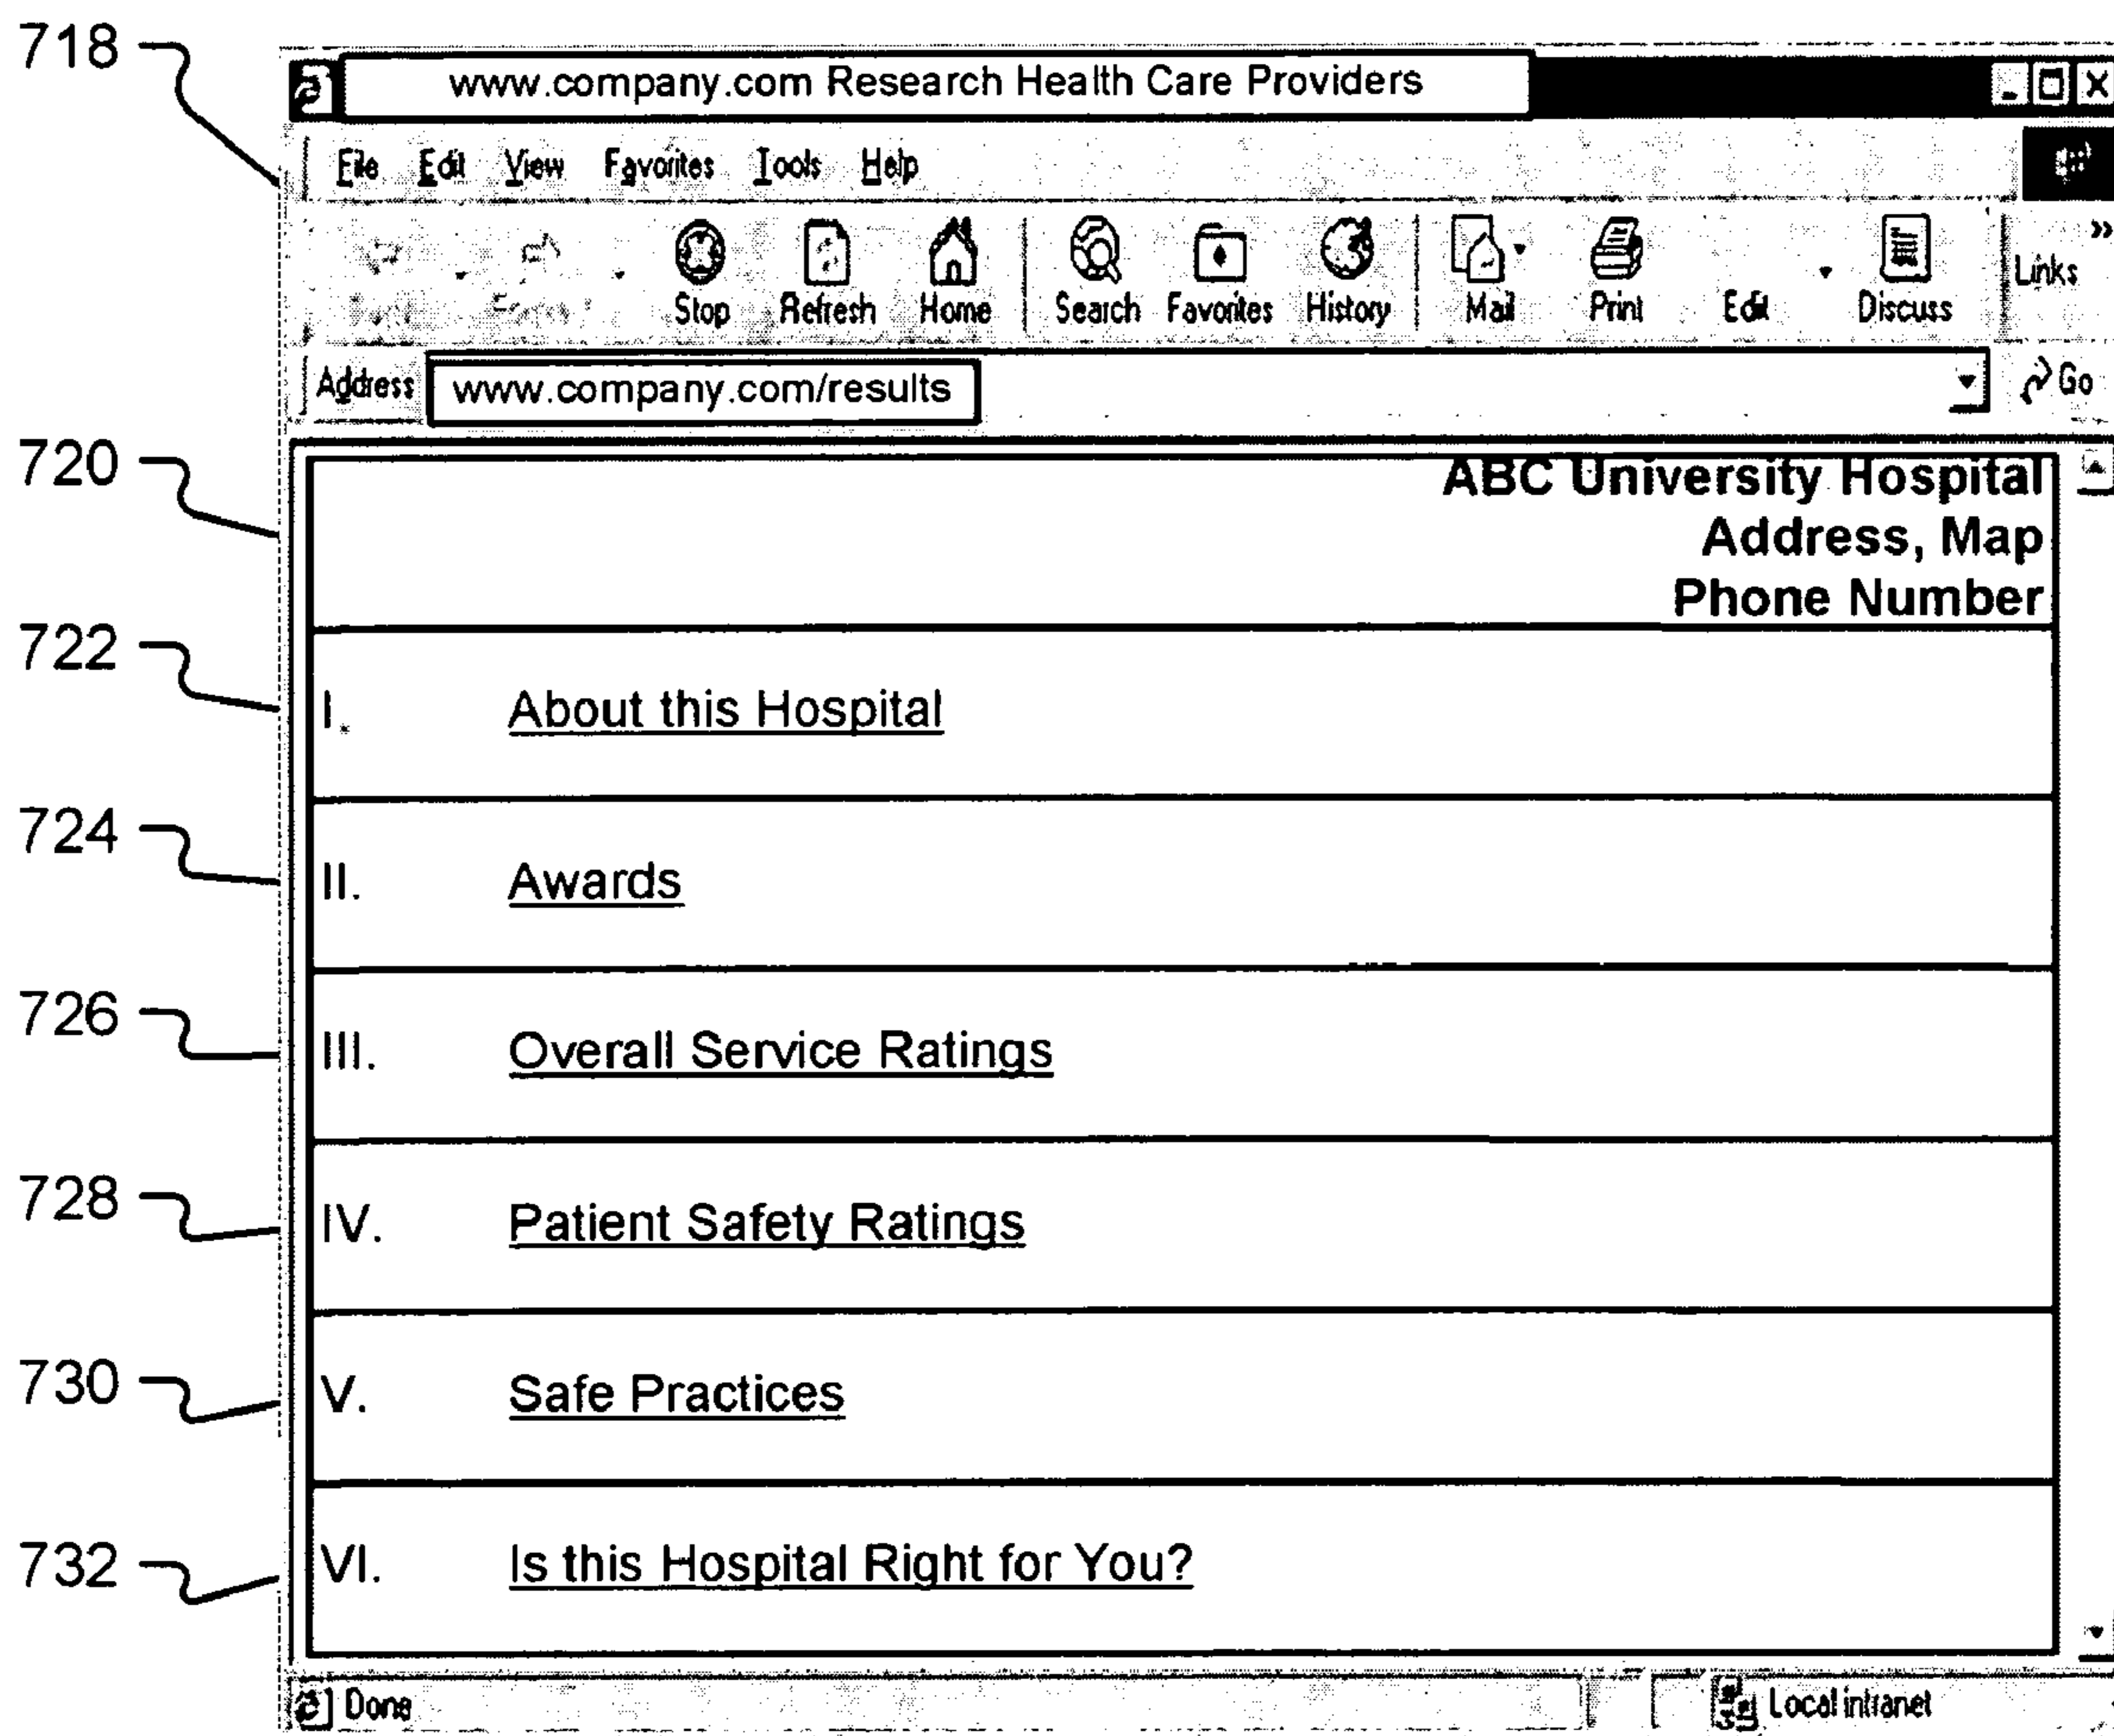 718
www.company.com Research Health Care Providers
File Edit View Favorites Tools Help
Stop Refresh Home Search Favorites History Mail Print Edit Discuss Links »
Address www.company.com/results Go
720
ABC University Hospital
Address, Map
Phone Number
722 I. About this Hospital
724 II. Awards
726 III. Overall Service Ratings
728 IV. Patient Safety Ratings
730 V. Safe Practices
732 VI. Is this Hospital Right for You?
Done Local intranet